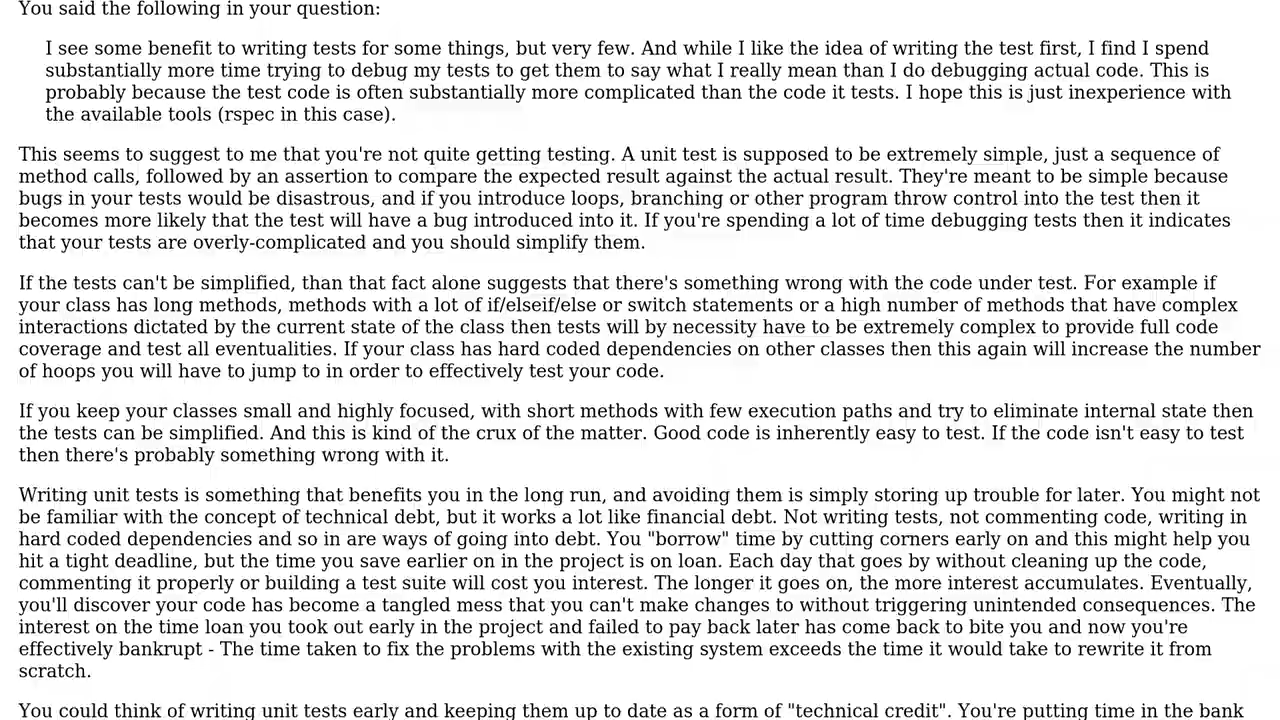 You said the following in your question:
I see some benefit to writing tests for some things, but very few. And while I like the idea of writing the test first, I find I spend
substantially more time trying to debug my tests to get them to say what I really mean than I do debugging actual code. This is
probably because the test code is often substantially more complicated than the code it tests. I hope this is just inexperience with
the available tools (rspec in this case).
This seems to suggest to me that you're not quite getting testing. A unit test is supposed to be extremely simple, just a sequence of
method calls, followed by an assertion to compare the expected result against the actual result. They're meant to be simple because
bugs in your tests would be disastrous, and if you introduce loops, branching or other program throw control into the test then it
becomes more likely that the test will have a bug introduced into it. If you're spending a lot of time debugging tests then it indicates
that your tests are overly-complicated and you should simplify them.
If the tests can't be simplified, than that fact alone suggests that there's something wrong with the code under test. For example if
your class has long methods, methods with a lot of if/elseif/else or switch statements or a high number of methods that have complex
interactions dictated by the current state of the class then tests will by necessity have to be extremely complex to provide full code
coverage and test all eventualities. If your class has hard coded dependencies on other classes then this again will increase the number
of hoops you will have to jump to in order to effectively test your code.
If you keep your classes small and highly focused, with short methods with few execution paths and try to eliminate internal state then
the tests can be simplified. And this is kind of the crux of the matter. Good code is inherently easy to test. If the code isn't easy to test
then there's probably something wrong with it.
Writing unit tests is something that benefits you in the long run, and avoiding them is simply storing up trouble for later. You might not
be familiar with the concept of technical debt, but it works a lot like financial debt. Not writing tests, not commenting code, writing in
hard coded dependencies and so in are ways of going into debt. You "borrow" time by cutting corners early on and this might help you
hit a tight deadline, but the time you save earlier on in the project is on loan. Each day that goes by without cleaning up the code,
commenting it properly or building a test suite will cost you interest. The longer it goes on, the more interest accumulates. Eventually,
you'll discover your code has become a tangled mess that you can't make changes to without triggering unintended consequences. The
interest on the time loan you took out early in the project and failed to pay back later has come back to bite you and now you're
effectively bankrupt - The time taken to fix the problems with the existing system exceeds the time it would take to rewrite it from
scratch.
You could think of writing unit tests early and keeping them up to date as a form of "technical credit". You're putting time in the bank